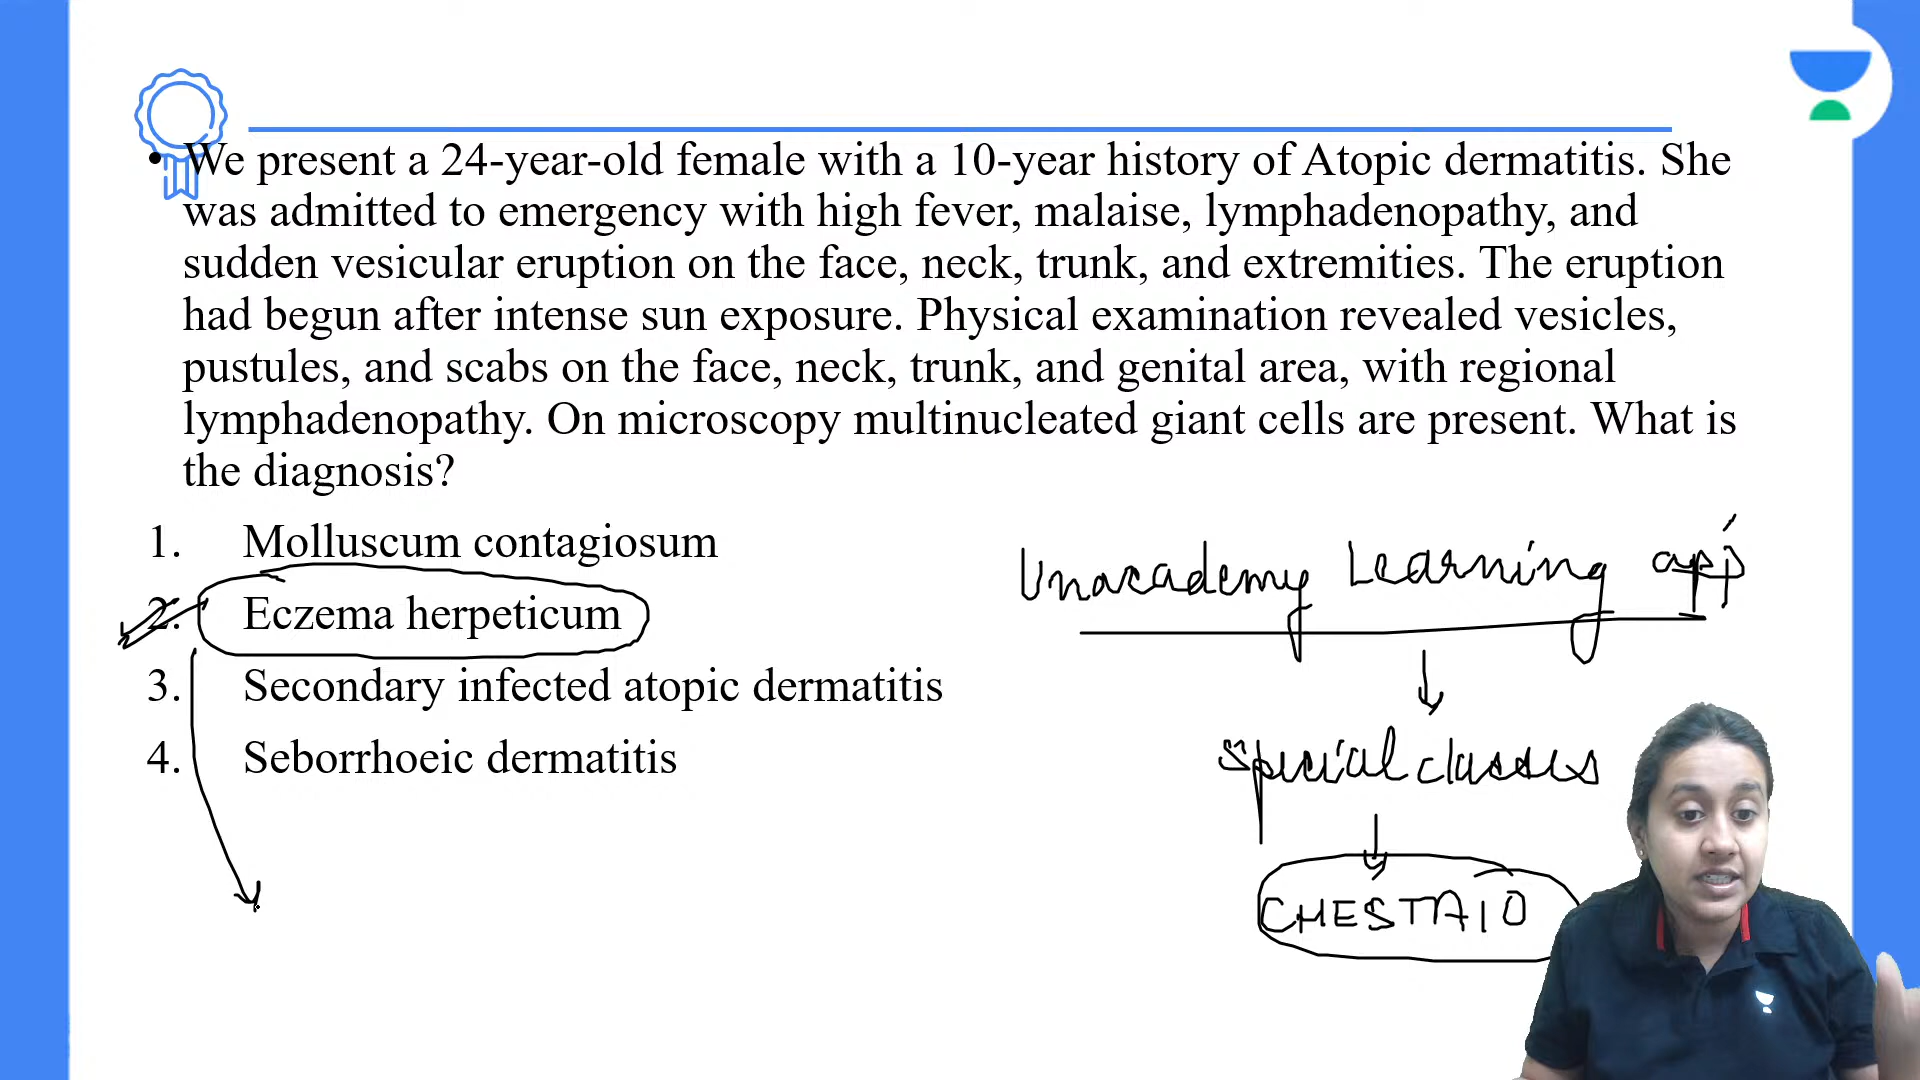 • We present a 24-year-old female with a 10-year history of Atopic dermatitis. She
was admitted to emergency with high fever, malaise, lymphadenopathy, and
sudden vesicular eruption on the face, neck, trunk, and extremities. The eruption
had begun after intense sun exposure. Physical examination revealed vesicles,
pustules, and scabs on the face, neck, trunk, and genital area, with regional
lymphadenopathy. On microscopy multinucleated giant cells are present. What is
the diagnosis?
1. Molluscum contagiosum
2. Eczema herpeticum
3. Secondary infected atopic dermatitis
4. Seborrhoeic dermatitis
Unacademy Learning app
special classes
CHESTA10